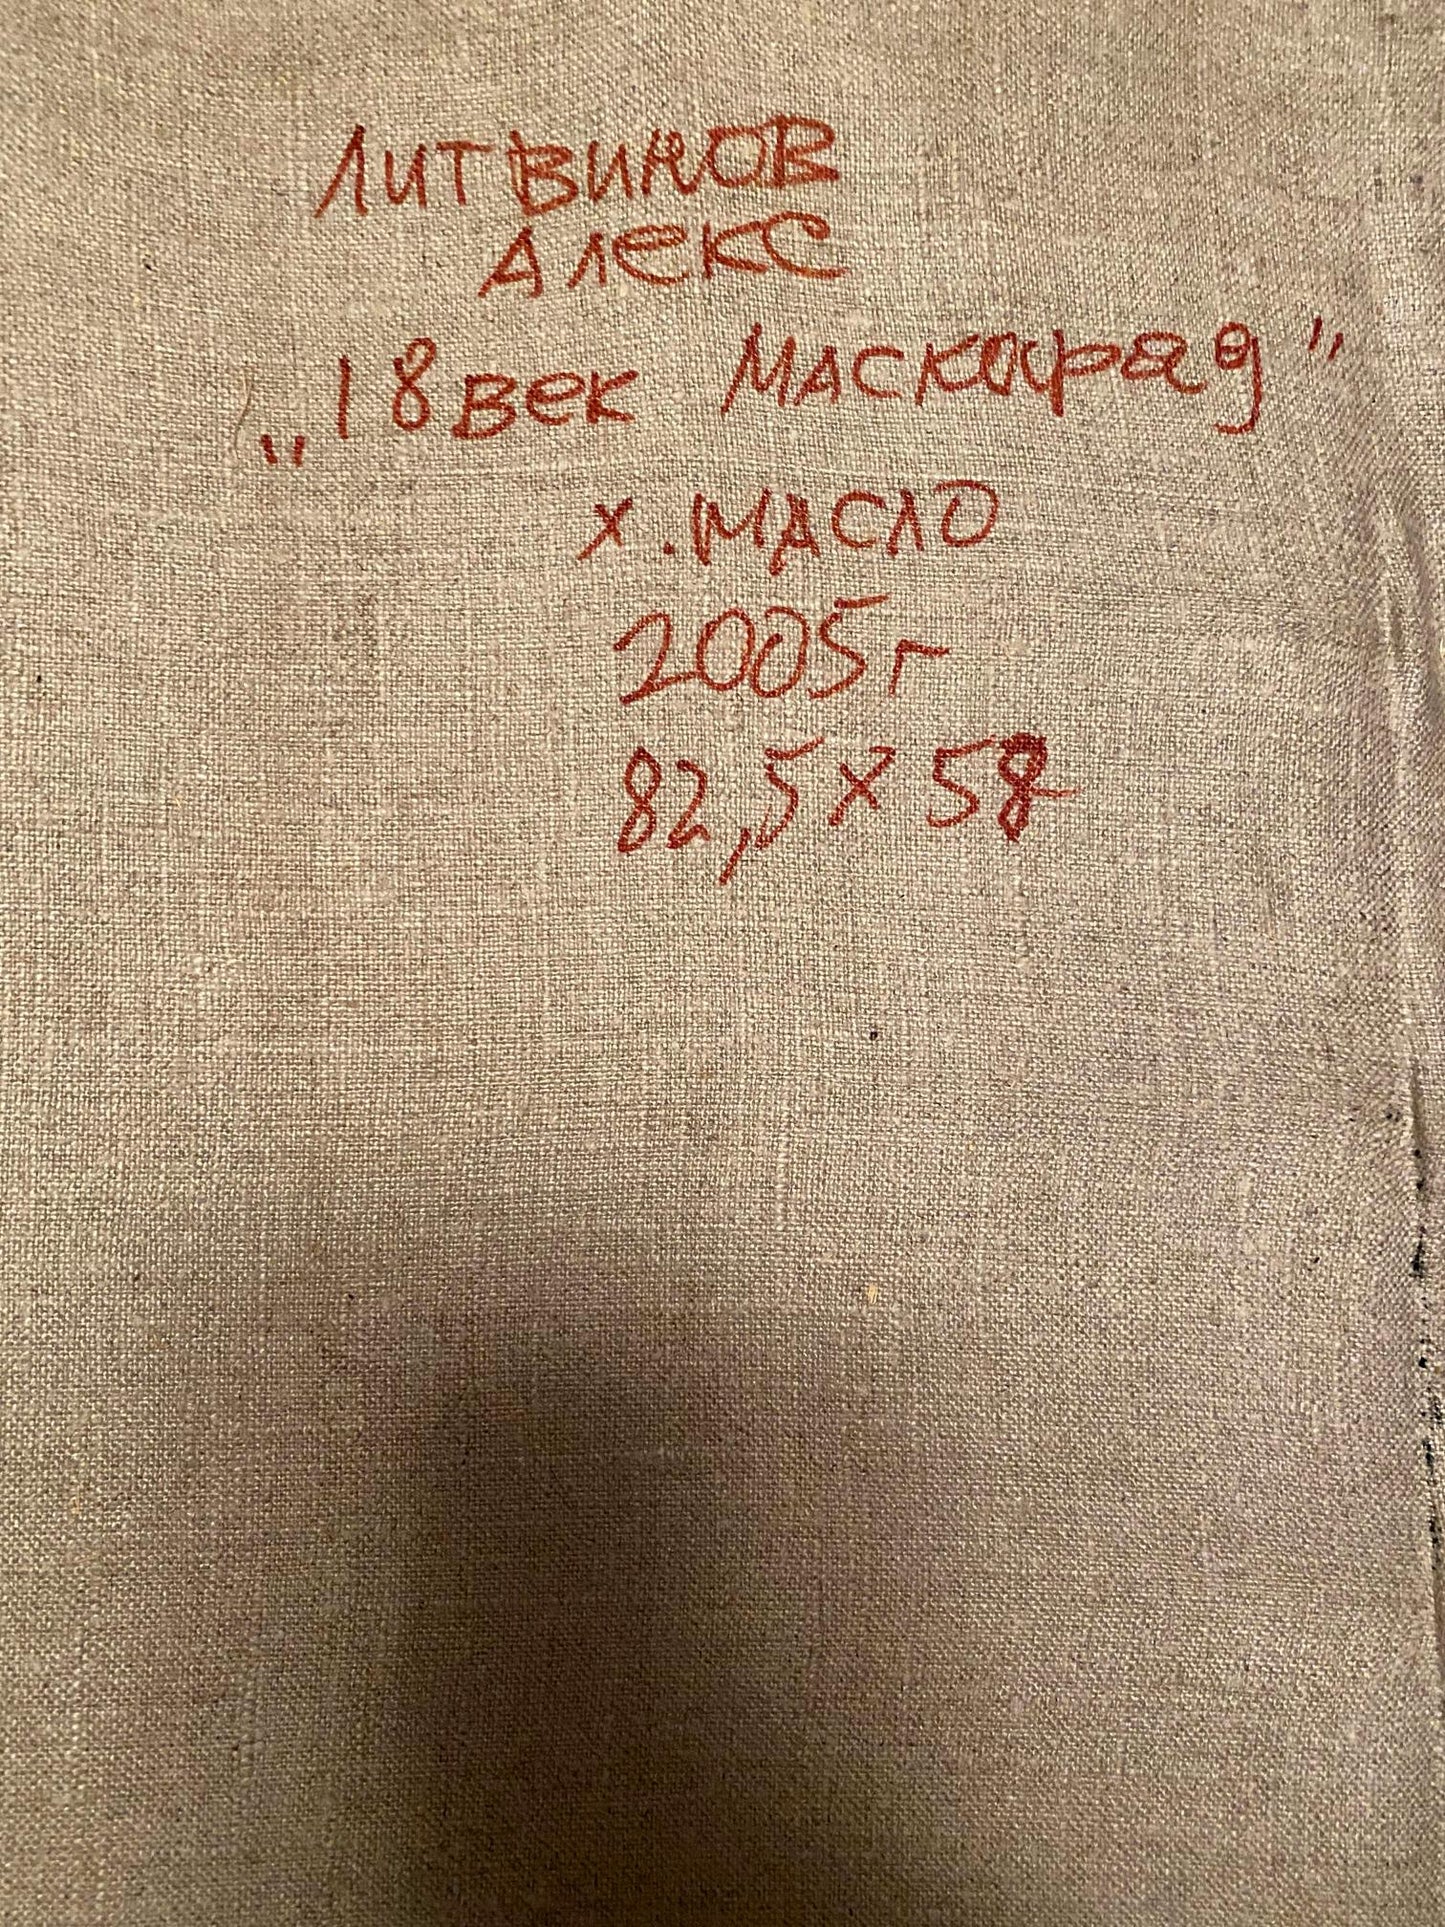 Литвинов
Алекс
„18 век Маскарад"
х. масло
2005г
82,5 х 58